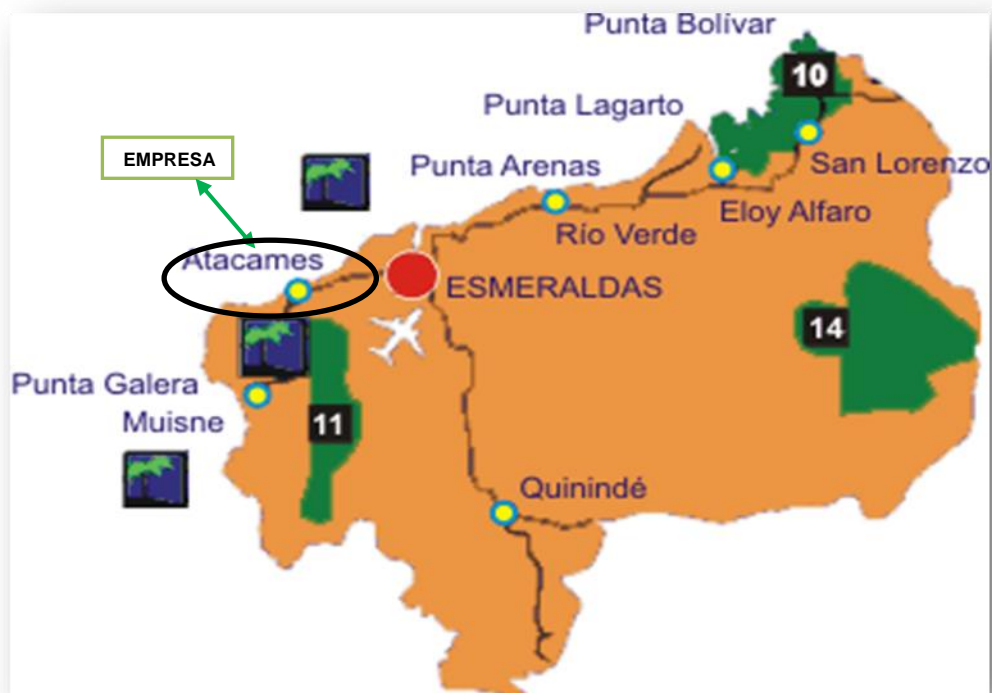 Punta Bolívar
10
Punta Lagarto
EMPRESA
Punta Arenas
San Lorenzo
Eloy Alfaro
Río Verde
Atacames
ESMERALDAS
14
Punta Galera
Muisne
11
Quinindé